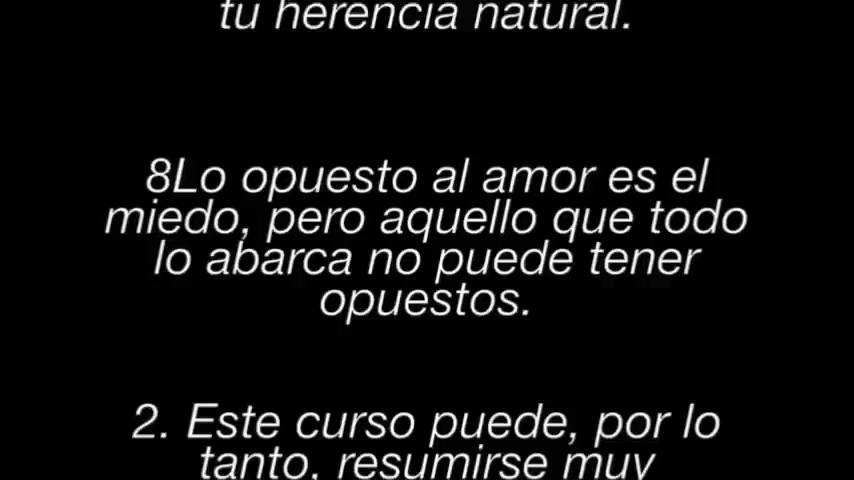 tu herencia natural.
8Lo opuesto al amor es el
miedo, pero aquello que todo
lo abarca no puede tener
opuestos.
2. Este curso puede, por lo
tanto, resumirse muy